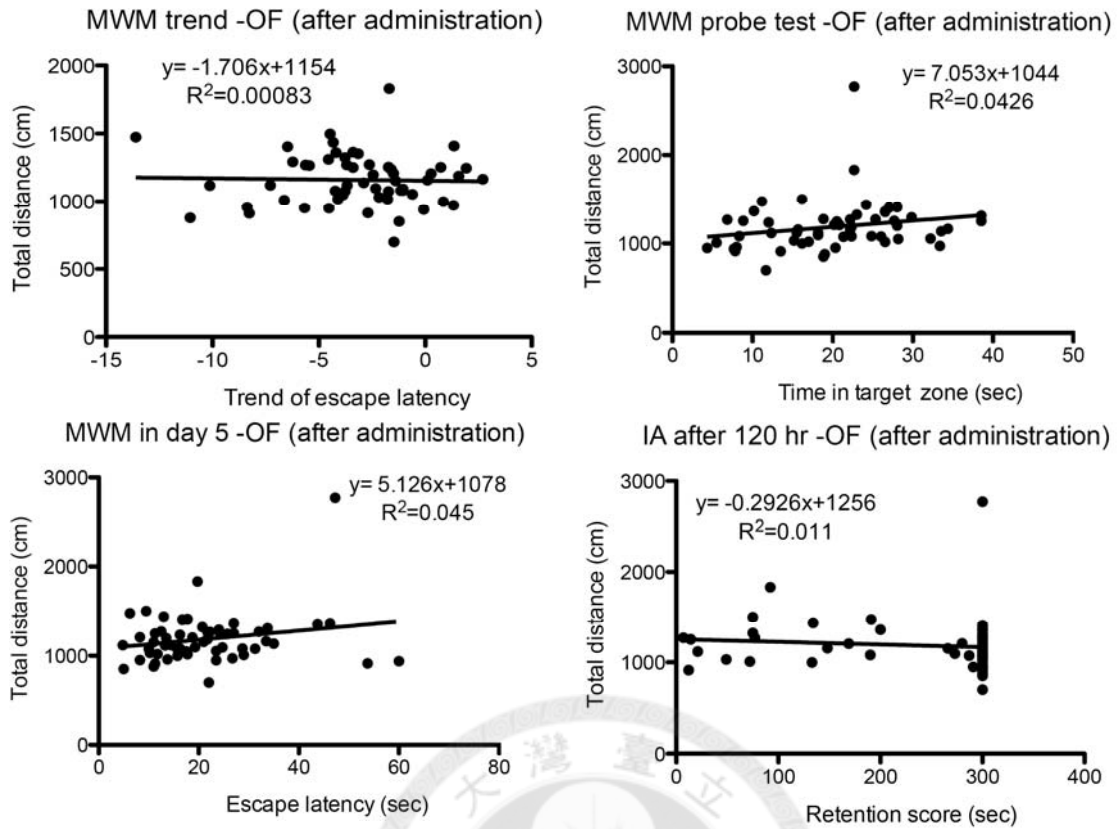 MWM trend -OF (after administration)
y= -1.706x+1154
R²=0.00083
Total distance (cm)
2000
1500
1000
500
0
-15
-10
-5
0
5
Trend of escape latency
MWM probe test -OF (after administration)
y= 7.053x+1044
R²=0.0426
Total distance (cm)
3000
2000
1000
0
0
10
20
30
40
50
Time in target zone (sec)
MWM in day 5 -OF (after administration)
y= 5.126x+1078
R²=0.045
Total distance (cm)
3000
2000
1000
0
0
20
40
60
80
Escape latency (sec)
IA after 120 hr -OF (after administration)
y= -0.2926x+1256
R²=0.011
Total distance (cm)
3000
2000
1000
0
0
100
200
300
400
Retention score (sec)
大灣臺立